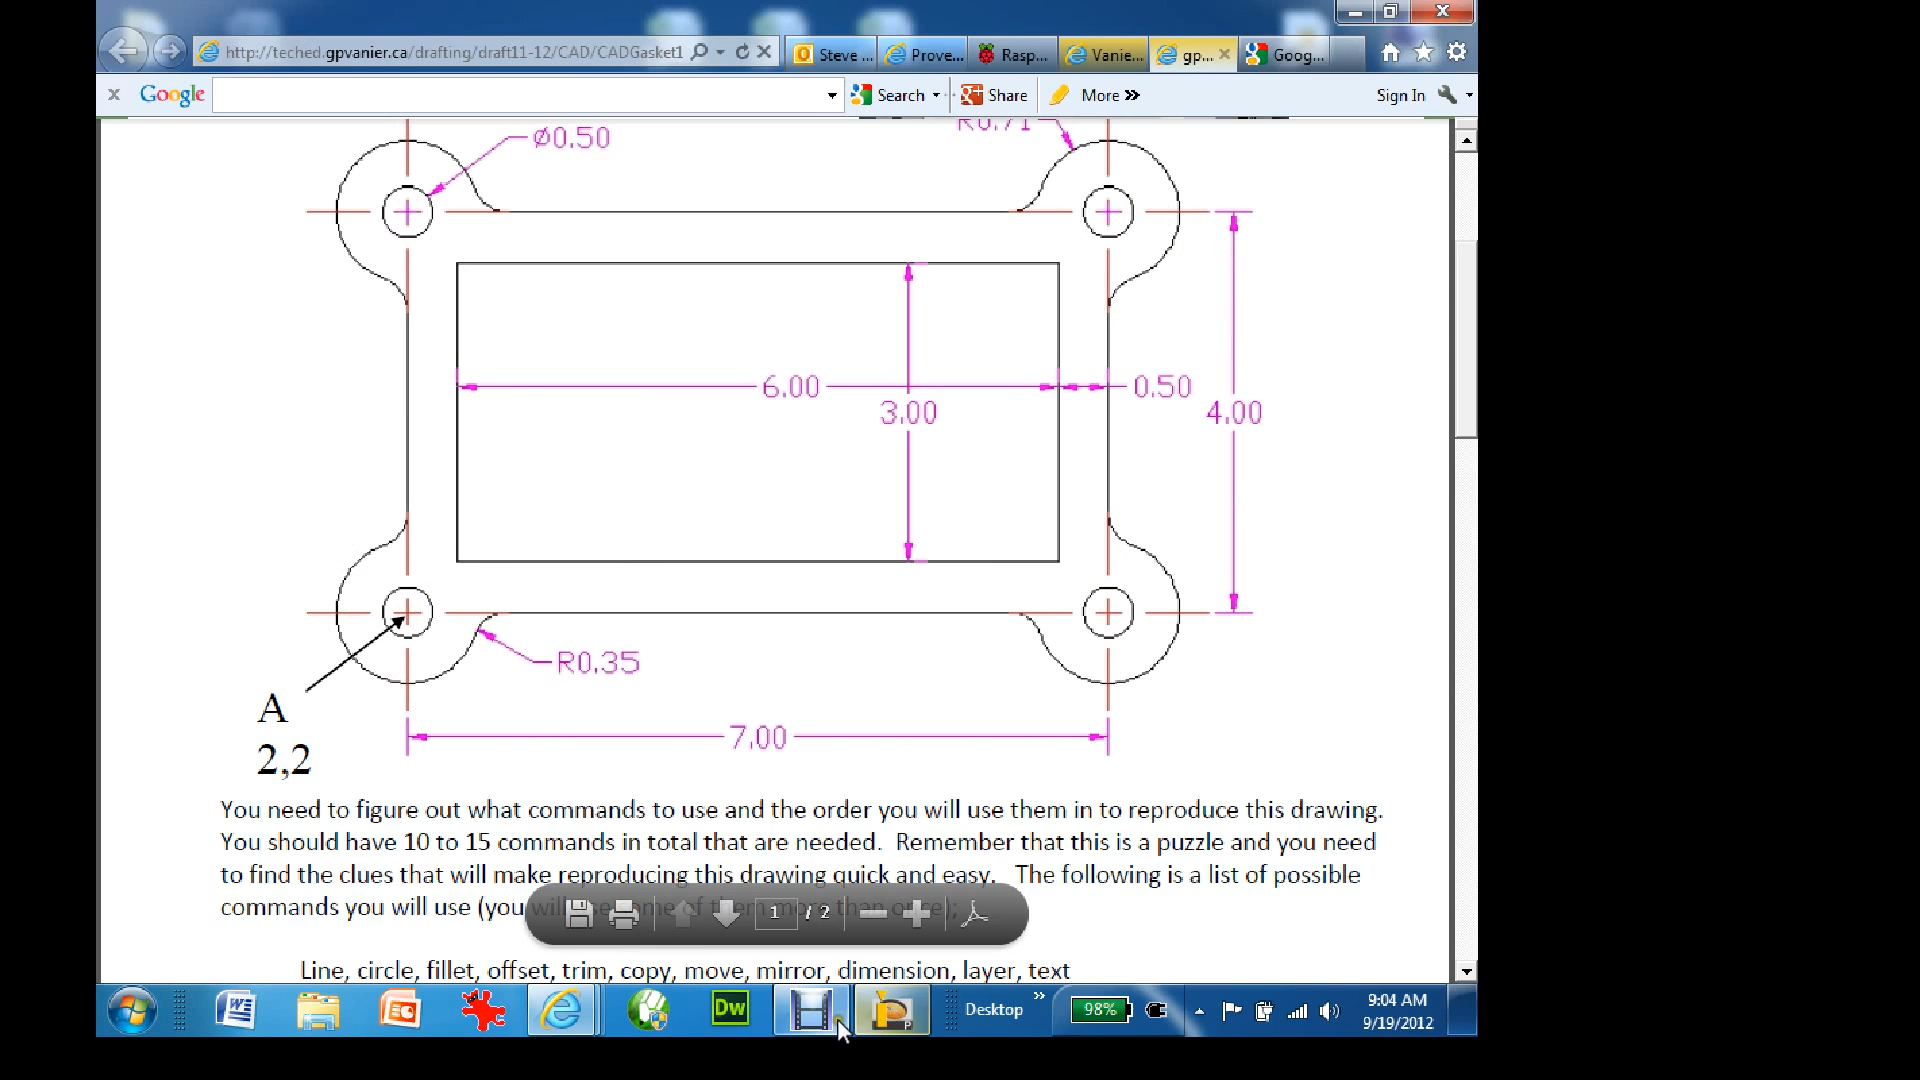 http://teched.gpvanier.ca/drafting/draft11-12/CAD/CADGasket1
Steve ...
Prove...
Rasp...
Vanie...
gp...
Goog...
x Google
Search
Share
More »
Sign In
Ø0.50
R0.71
6.00
0.50
3.00
4.00
R0.35
A
2,2
7.00
You need to figure out what commands to use and the order you will use them in to reproduce this drawing.
You should have 10 to 15 commands in total that are needed. Remember that this is a puzzle and you need
to find the clues that will make reproducing this drawing quick and easy. The following is a list of possible
commands you will use (you will use some of them more than once);
1 / 2
Line, circle, fillet, offset, trim, copy, move, mirror, dimension, layer, text
Dw
Desktop »
98%
9:04 AM
9/19/2012